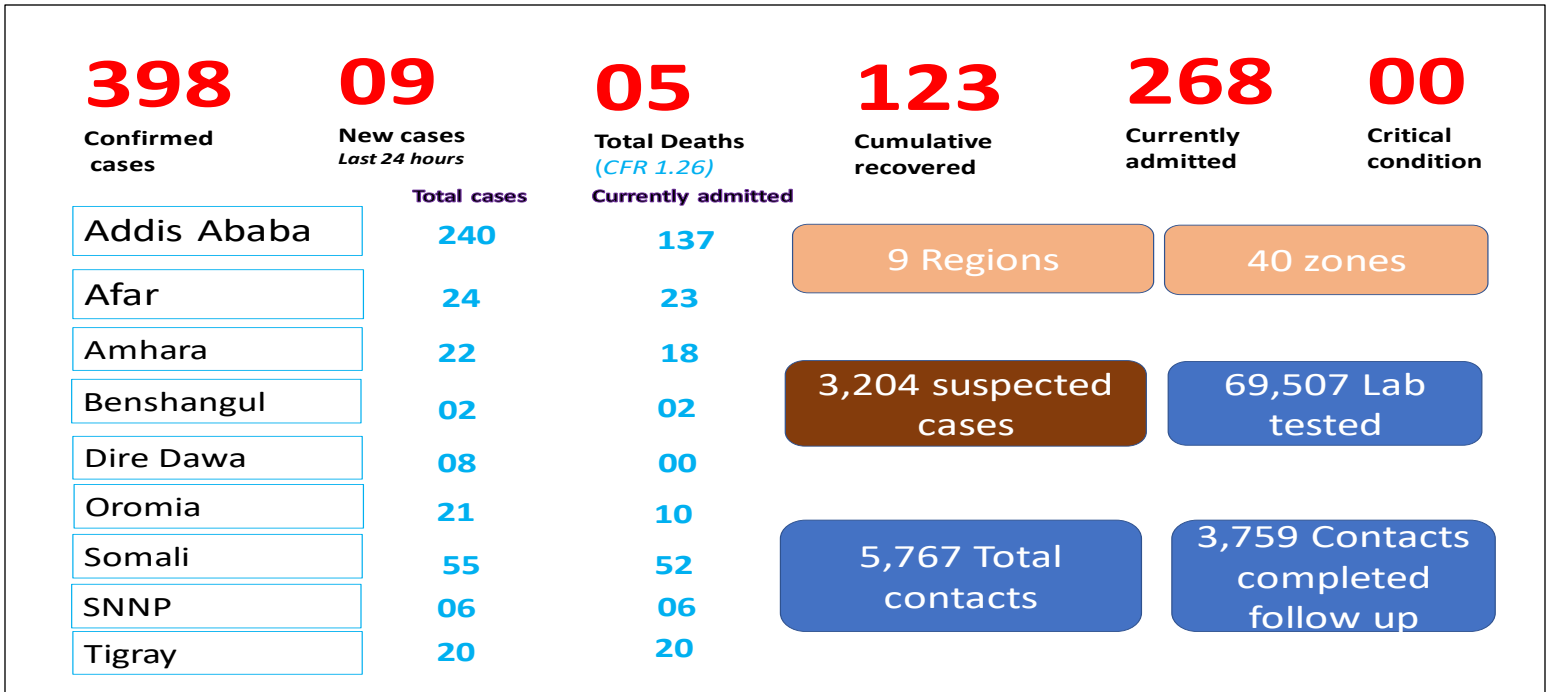 398 09 05 123 268 00
Confirmed cases
New cases
Last 24 hours
Total Deaths
(CFR 1.26)
Cumulative recovered
Currently admitted
Critical condition
Total cases Currently admitted
Addis Ababa 240 137
Afar 24 23
Amhara 22 18
Benshangul 02 02
Dire Dawa 08 00
Oromia 21 10
Somali 55 52
SNNP 06 06
Tigray 20 20
9 Regions
40 zones
3,204 suspected
cases
69,507 Lab
tested
5,767 Total
contacts
3,759 Contacts
completed
follow up